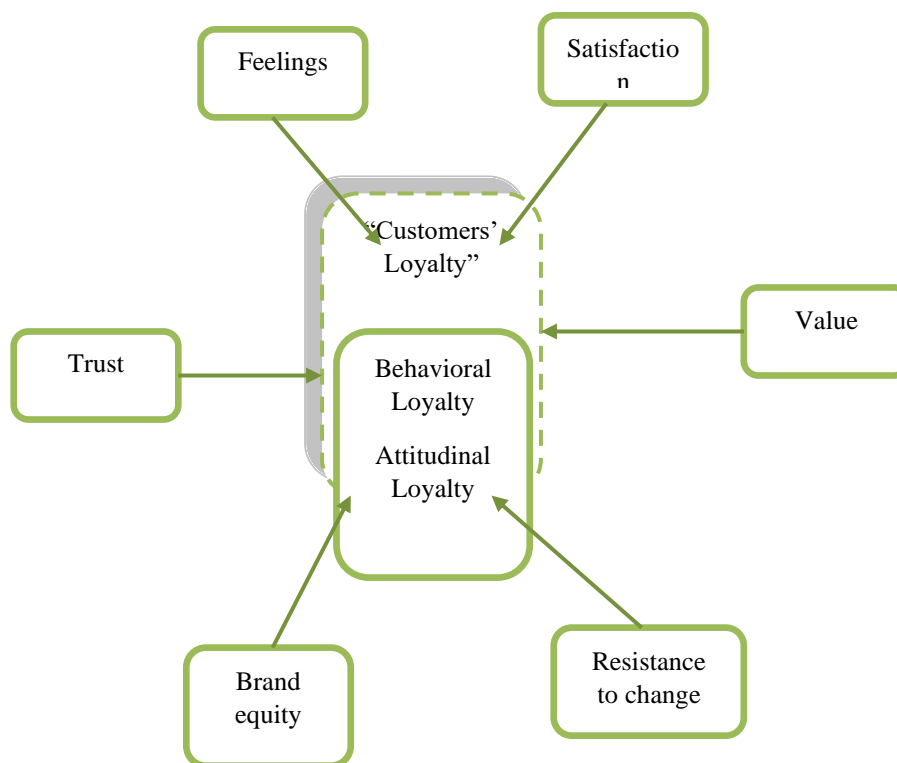 Feelings
Satisfactio
n
“Customers’
Loyalty”
Value
Trust
Behavioral
Loyalty
Attitudinal
Loyalty
Brand
equity
Resistance
to change